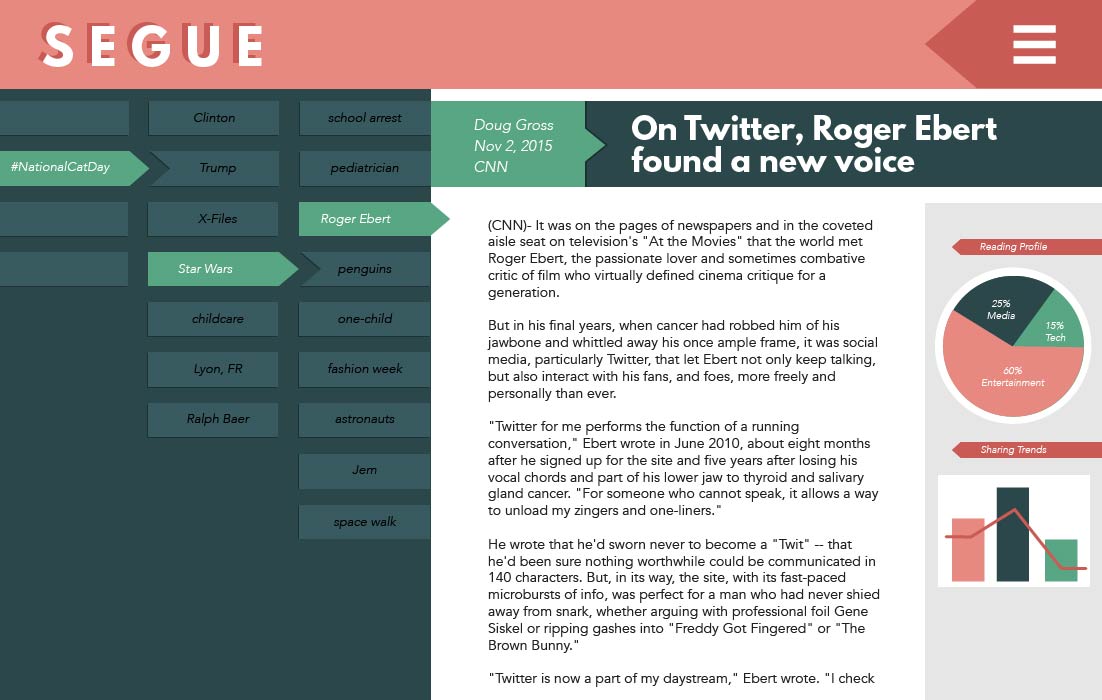 SEGUE
#NationalCatDay
Clinton
Trump
X-Files
Star Wars
childcare
Lyon, FR
Ralph Baer
school arrest
pediatrician
Roger Ebert
penguins
one-child
fashion week
astronauts
Jem
space walk
Doug Gross
Nov 2, 2015
CNN
On Twitter, Roger Ebert
found a new voice
(CNN)- It was on the pages of newspapers and in the coveted
aisle seat on television's "At the Movies" that the world met
Roger Ebert, the passionate lover and sometimes combative
critic of film who virtually defined cinema critique for a
generation.
But in his final years, when cancer had robbed him of his
jawbone and whittled away his once ample frame, it was social
media, particularly Twitter, that let Ebert not only keep talking,
but also interact with his fans, and foes, more freely and
personally than ever.
"Twitter for me performs the function of a running
conversation," Ebert wrote in June 2010, about eight months
after he signed up for the site and five years after losing his
vocal chords and part of his lower jaw to thyroid and salivary
gland cancer. "For someone who cannot speak, it allows a way
to unload my zingers and one-liners."
He wrote that he'd sworn never to become a "Twit" -- that
he'd been sure nothing worthwhile could be communicated in
140 characters. But, in its way, the site, with its fast-paced
microbursts of info, was perfect for a man who had never shied
away from snark, whether arguing with professional foil Gene
Siskel or ripping gashes into "Freddy Got Fingered" or "The
Brown Bunny."
"Twitter is now a part of my daystream," Ebert wrote. "I check
Reading Profile
25%
Media
15%
Tech
60%
Entertainment
Sharing Trends